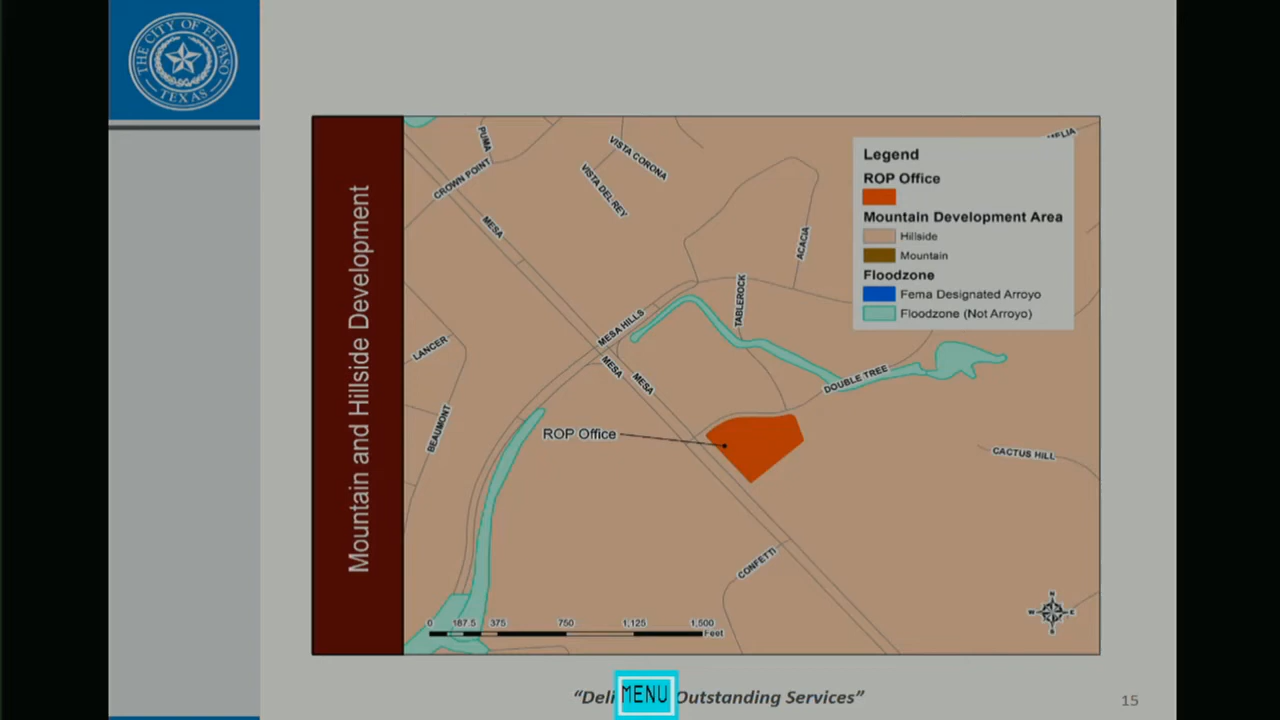 THE CITY OF EL PASO
TEXAS
Mountain and Hillside Development
PUMA
CROWN POINT
VISTA CORONA
VISTA DEL REY
MESA
ACACIA
Legend
ROP Office
Mountain Development Area
Hillside
Mountain
Floodzone
Fema Designated Arroyo
Floodzone (Not Arroyo)
TABLEROCK
MESA HILLS
LANCER
MESA
MESA
DOUBLE TREE
BEAUMONT
ROP Office
CACTUS HILL
CONFETTI
N
W E
S
0 187.5 375 750 1,125 1,500
Feet
“Deli MENU Outstanding Services”
15